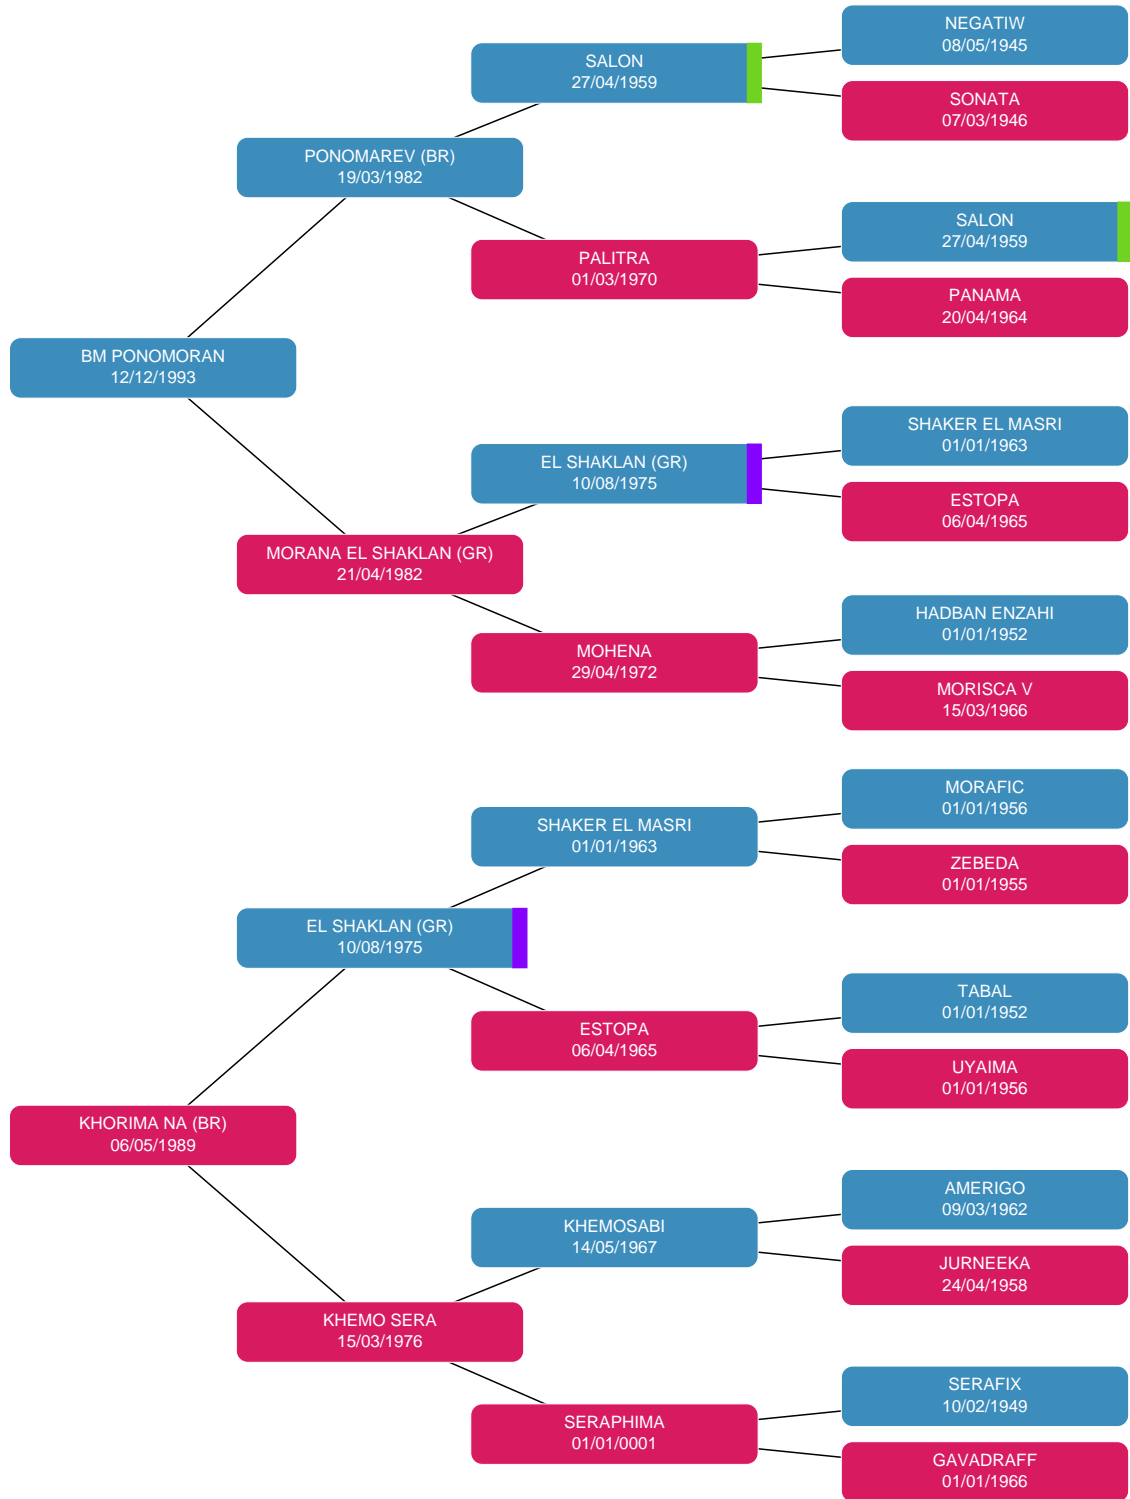 NEGATIW
08/05/1945
SALON
27/04/1959
SONATA
07/03/1946
PONOMAREV (BR)
19/03/1982
SALON
27/04/1959
PALITRA
01/03/1970
PANAMA
20/04/1964
BM PONOMORAN
12/12/1993
SHAKER EL MASRI
01/01/1963
EL SHAKLAN (GR)
10/08/1975
ESTOPA
06/04/1965
MORANA EL SHAKLAN (GR)
21/04/1982
HADBAN ENZAHI
01/01/1952
MOHENA
29/04/1972
MORISCA V
15/03/1966
MORAFIC
01/01/1956
SHAKER EL MASRI
01/01/1963
ZEBEDA
01/01/1955
EL SHAKLAN (GR)
10/08/1975
TABAL
01/01/1952
ESTOPA
06/04/1965
UYAIMA
01/01/1956
KHORIMA NA (BR)
06/05/1989
AMERIGO
09/03/1962
KHEMOSABI
14/05/1967
JURNEEKA
24/04/1958
KHEMO SERA
15/03/1976
SERAFIX
10/02/1949
SERAPHIMA
01/01/0001
GAVADRAFF
01/01/1966